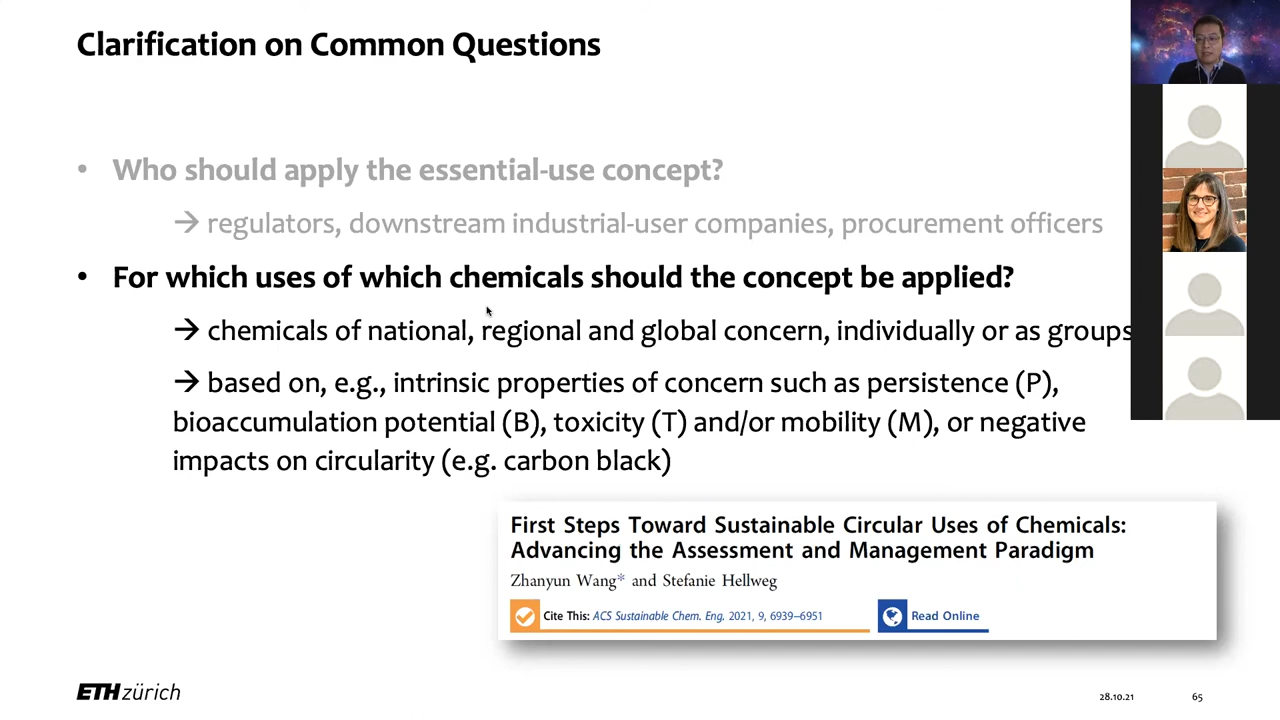 Clarification on Common Questions
• Who should apply the essential-use concept?
→ regulators, downstream industrial-user companies, procurement officers
• For which uses of which chemicals should the concept be applied?
→ chemicals of national, regional and global concern, individually or as groups
→ based on, e.g., intrinsic properties of concern such as persistence (P),
bioaccumulation potential (B), toxicity (T) and/or mobility (M), or negative
impacts on circularity (e.g. carbon black)
First Steps Toward Sustainable Circular Uses of Chemicals:
Advancing the Assessment and Management Paradigm
Zhanyun Wang* and Stefanie Hellweg
Cite This: ACS Sustainable Chem. Eng. 2021, 9, 6939–6951
Read Online
ETH zürich
28.10.21
65